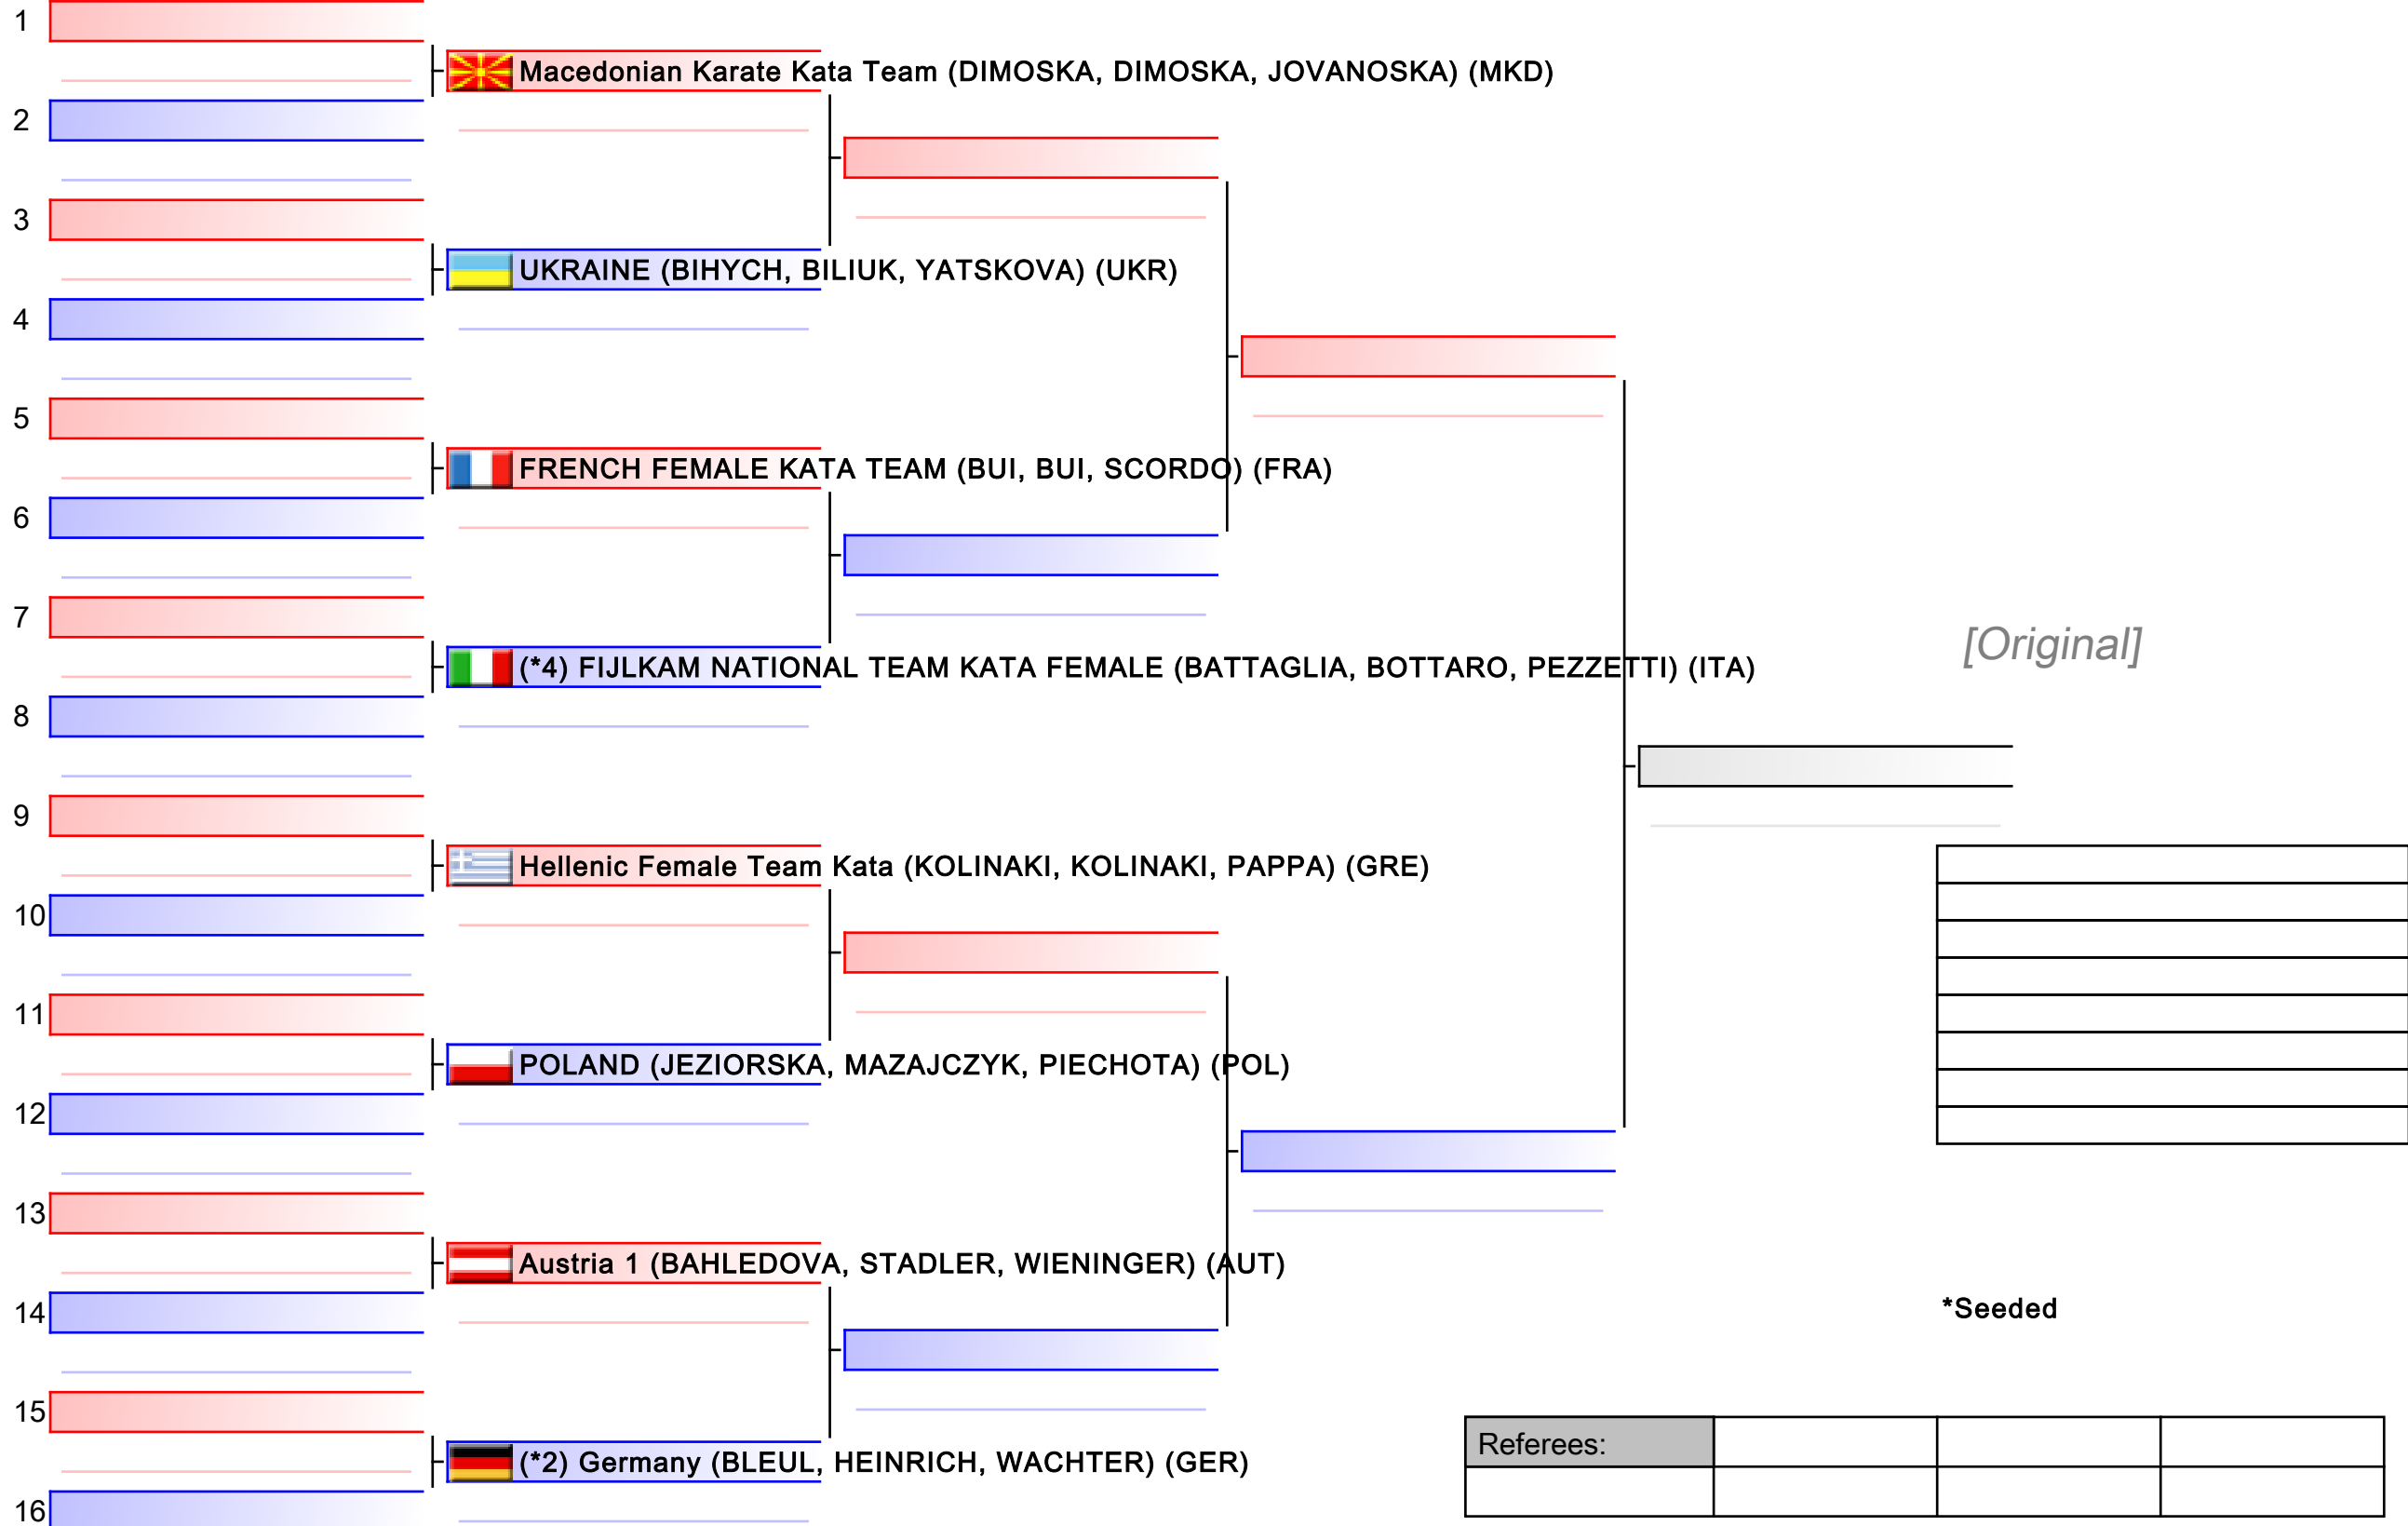 1
Macedonian Karate Kata Team (DIMOSKA, DIMOSKA, JOVANOSKA) (MKD)
2
3
UKRAINE (BIHYCH, BILIUK, YATSKOVA) (UKR)
4
5
FRENCH FEMALE KATA TEAM (BUI, BUI, SCORDO) (FRA)
6
7
[Original]
(*4) FIJLKAM NATIONAL TEAM KATA FEMALE (BATTAGLIA, BOTTARO, PEZZETTI) (ITA)
8
9
Hellenic Female Team Kata (KOLINAKI, KOLINAKI, PAPPA) (GRE)
10
11
POLAND (JEZIORSKA, MAZAJCZYK, PIECHOTA) (POL)
12
13
Austria 1 (BAHLEDOVA, STADLER, WIENINGER) (AUT)
14
*Seeded
15
Referees:
(*2) Germany (BLEUL, HEINRICH, WACHTER) (GER)
16